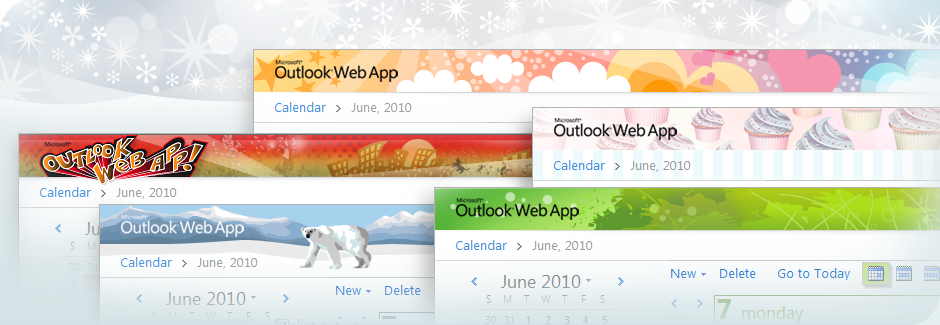 Microsoft®
Outlook Web App
Calendar > June, 2010
Microsoft®
Outlook Web App
Calendar > June, 2010
OUTLOOK
WEB APP!
Calendar > June, 2010
S
30
Microsoft®
Outlook Web App
Calendar > June, 2010
New Delete
June 2010
S M T W T F S
Microsoft®
Outlook Web App
Calendar > June, 2010
New Delete Go to Today
June 2010
S M T W T F S
30 31 1 2 3 4 5
7 monday